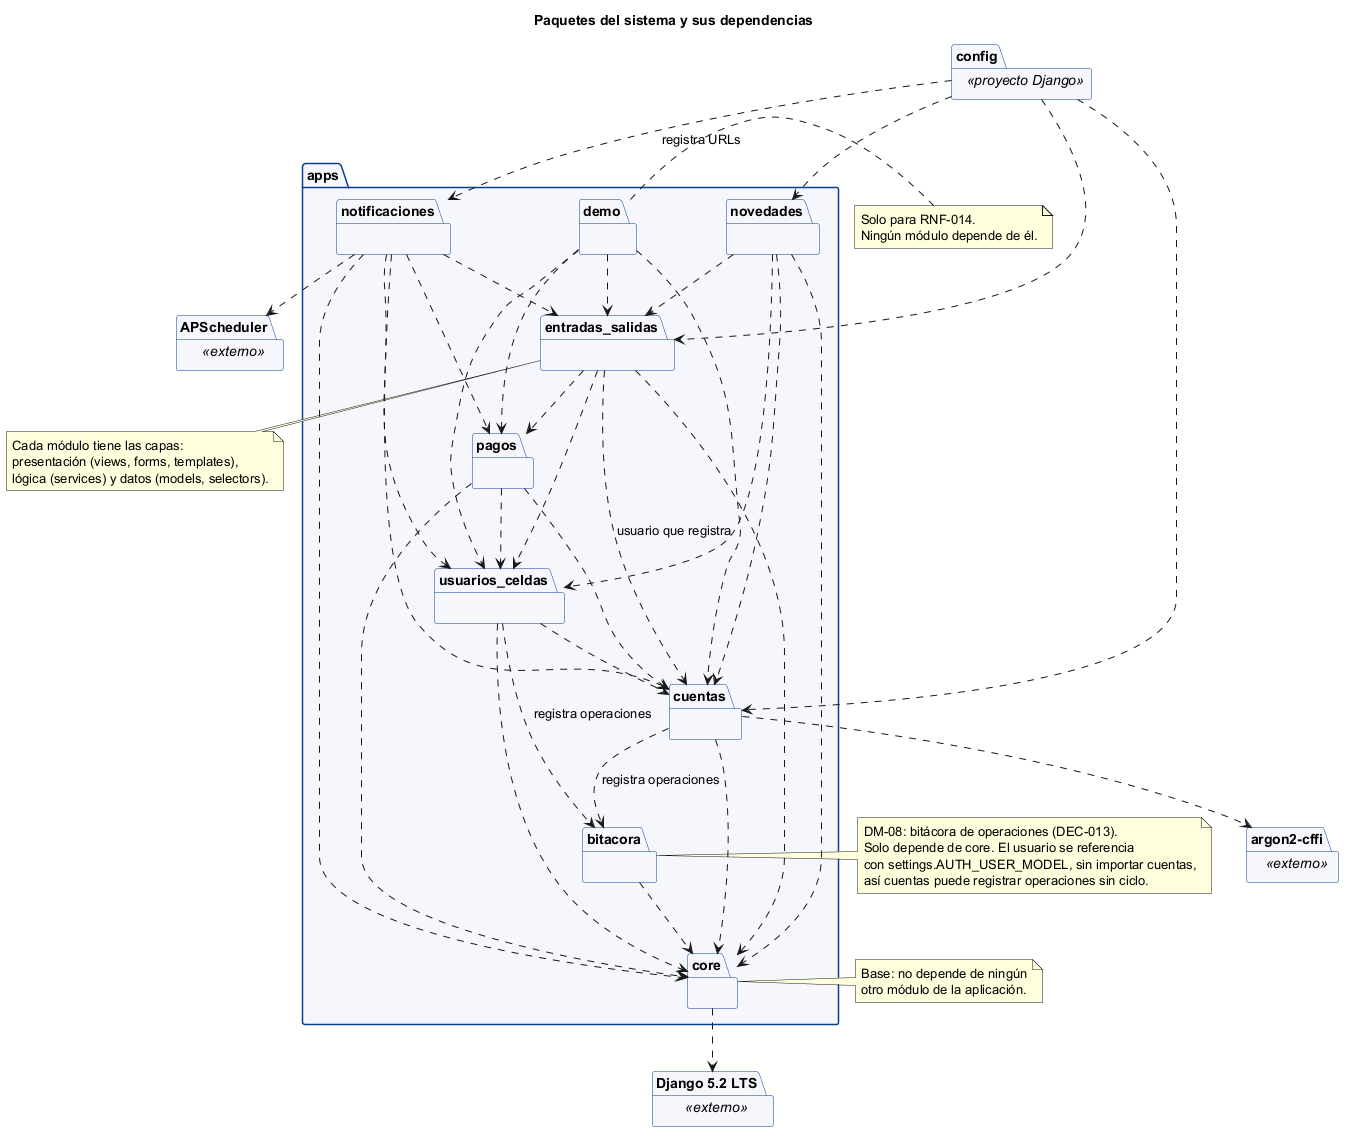 Paquetes del sistema y sus dependencias
config
«proyecto Django»
registra URLs
apps
notificaciones
demo
novedades
Solo para RNF-014.
Ningún módulo depende de él.
APScheduler
«externo»
entradas_salidas
Cada módulo tiene las capas:
presentación (views, forms, templates),
lógica (services) y datos (models, selectors).
pagos
usuario que registra
usuarios_celdas
cuentas
registra operaciones
registra operaciones
bitacora
DM-08: bitácora de operaciones (DEC-013).
Solo depende de core. El usuario se referencia
con settings.AUTH_USER_MODEL, sin importar cuentas,
así cuentas puede registrar operaciones sin ciclo.
argon2-cffi
«externo»
core
Base: no depende de ningún
otro módulo de la aplicación.
Django 5.2 LTS
«externo»